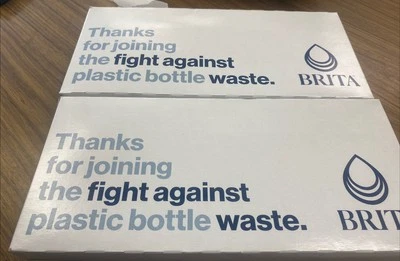 Thanks
for joining
the fight against
plastic bottle waste.
BRITA
Thanks
for joining
the fight against
plastic bottle waste.
BRIT